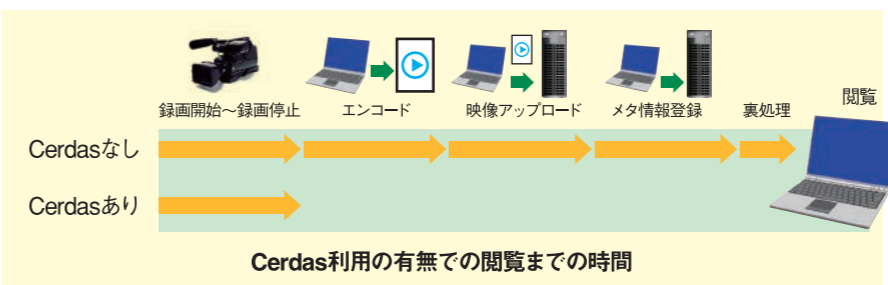 録画開始～録画停止
エンコード
映像アップロード
メタ情報登録
裏処理
閲覧
Cerdasなし
Cerdasあり
Cerdas利用の有無での閲覧までの時間